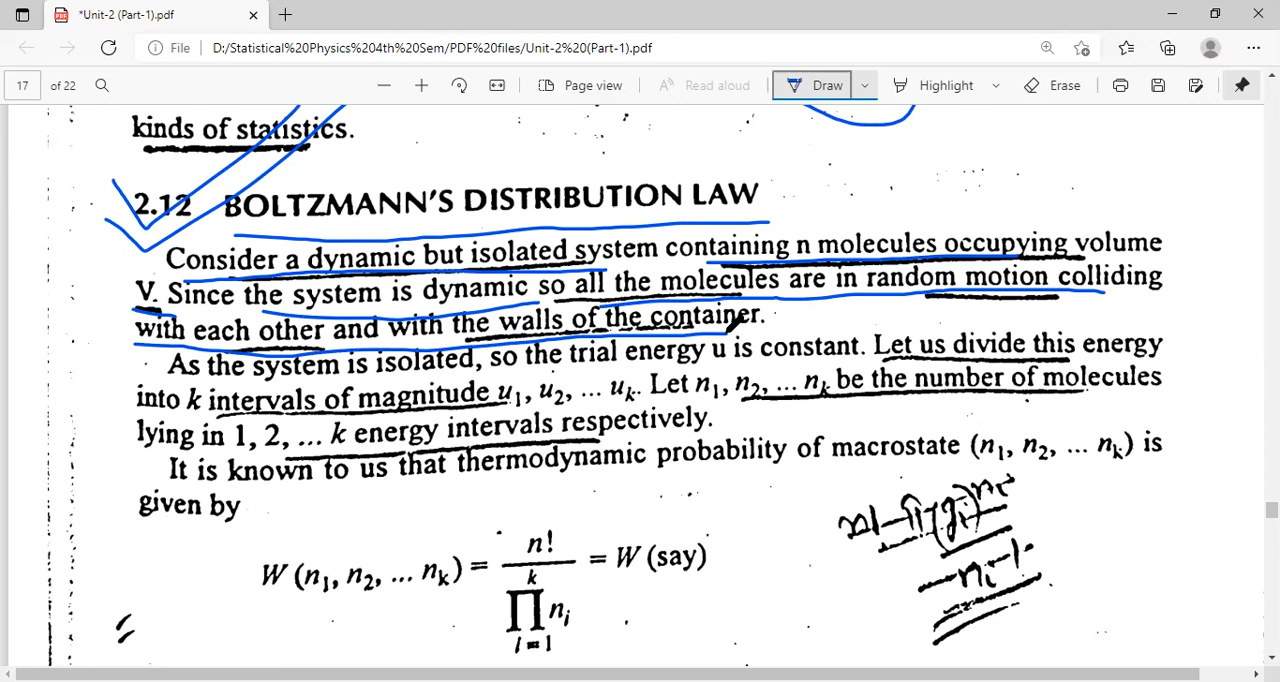 *Unit-2 (Part-1).pdf
File D:/Statistical%20Physics%204th%20Sem/PDF%20files/Unit-2%20(Part-1).pdf
17 of 22 Page view Read aloud Draw Highlight Erase
kinds of statistics.
2.12 BOLTZMANN'S DISTRIBUTION LAW
Consider a dynamic but isolated system containing n molecules occupying volume
V. Since the system is dynamic so all the molecules are in random motion colliding
with each other and with the walls of the container.
As the system is isolated, so the trial energy u is constant. Let us divide this energy
into k intervals of magnitude u₁, u₂, ... uₖ. Let n₁, n₂, ... nₖ be the number of molecules
lying in 1, 2, ... k energy intervals respectively.
It is known to us that thermodynamic probability of macrostate (n₁, n₂, ... nₖ) is
given by
W (n₁, n₂, ... nₖ) = n! / ∏ᵏᵢ₌₁ nᵢ = W (say)